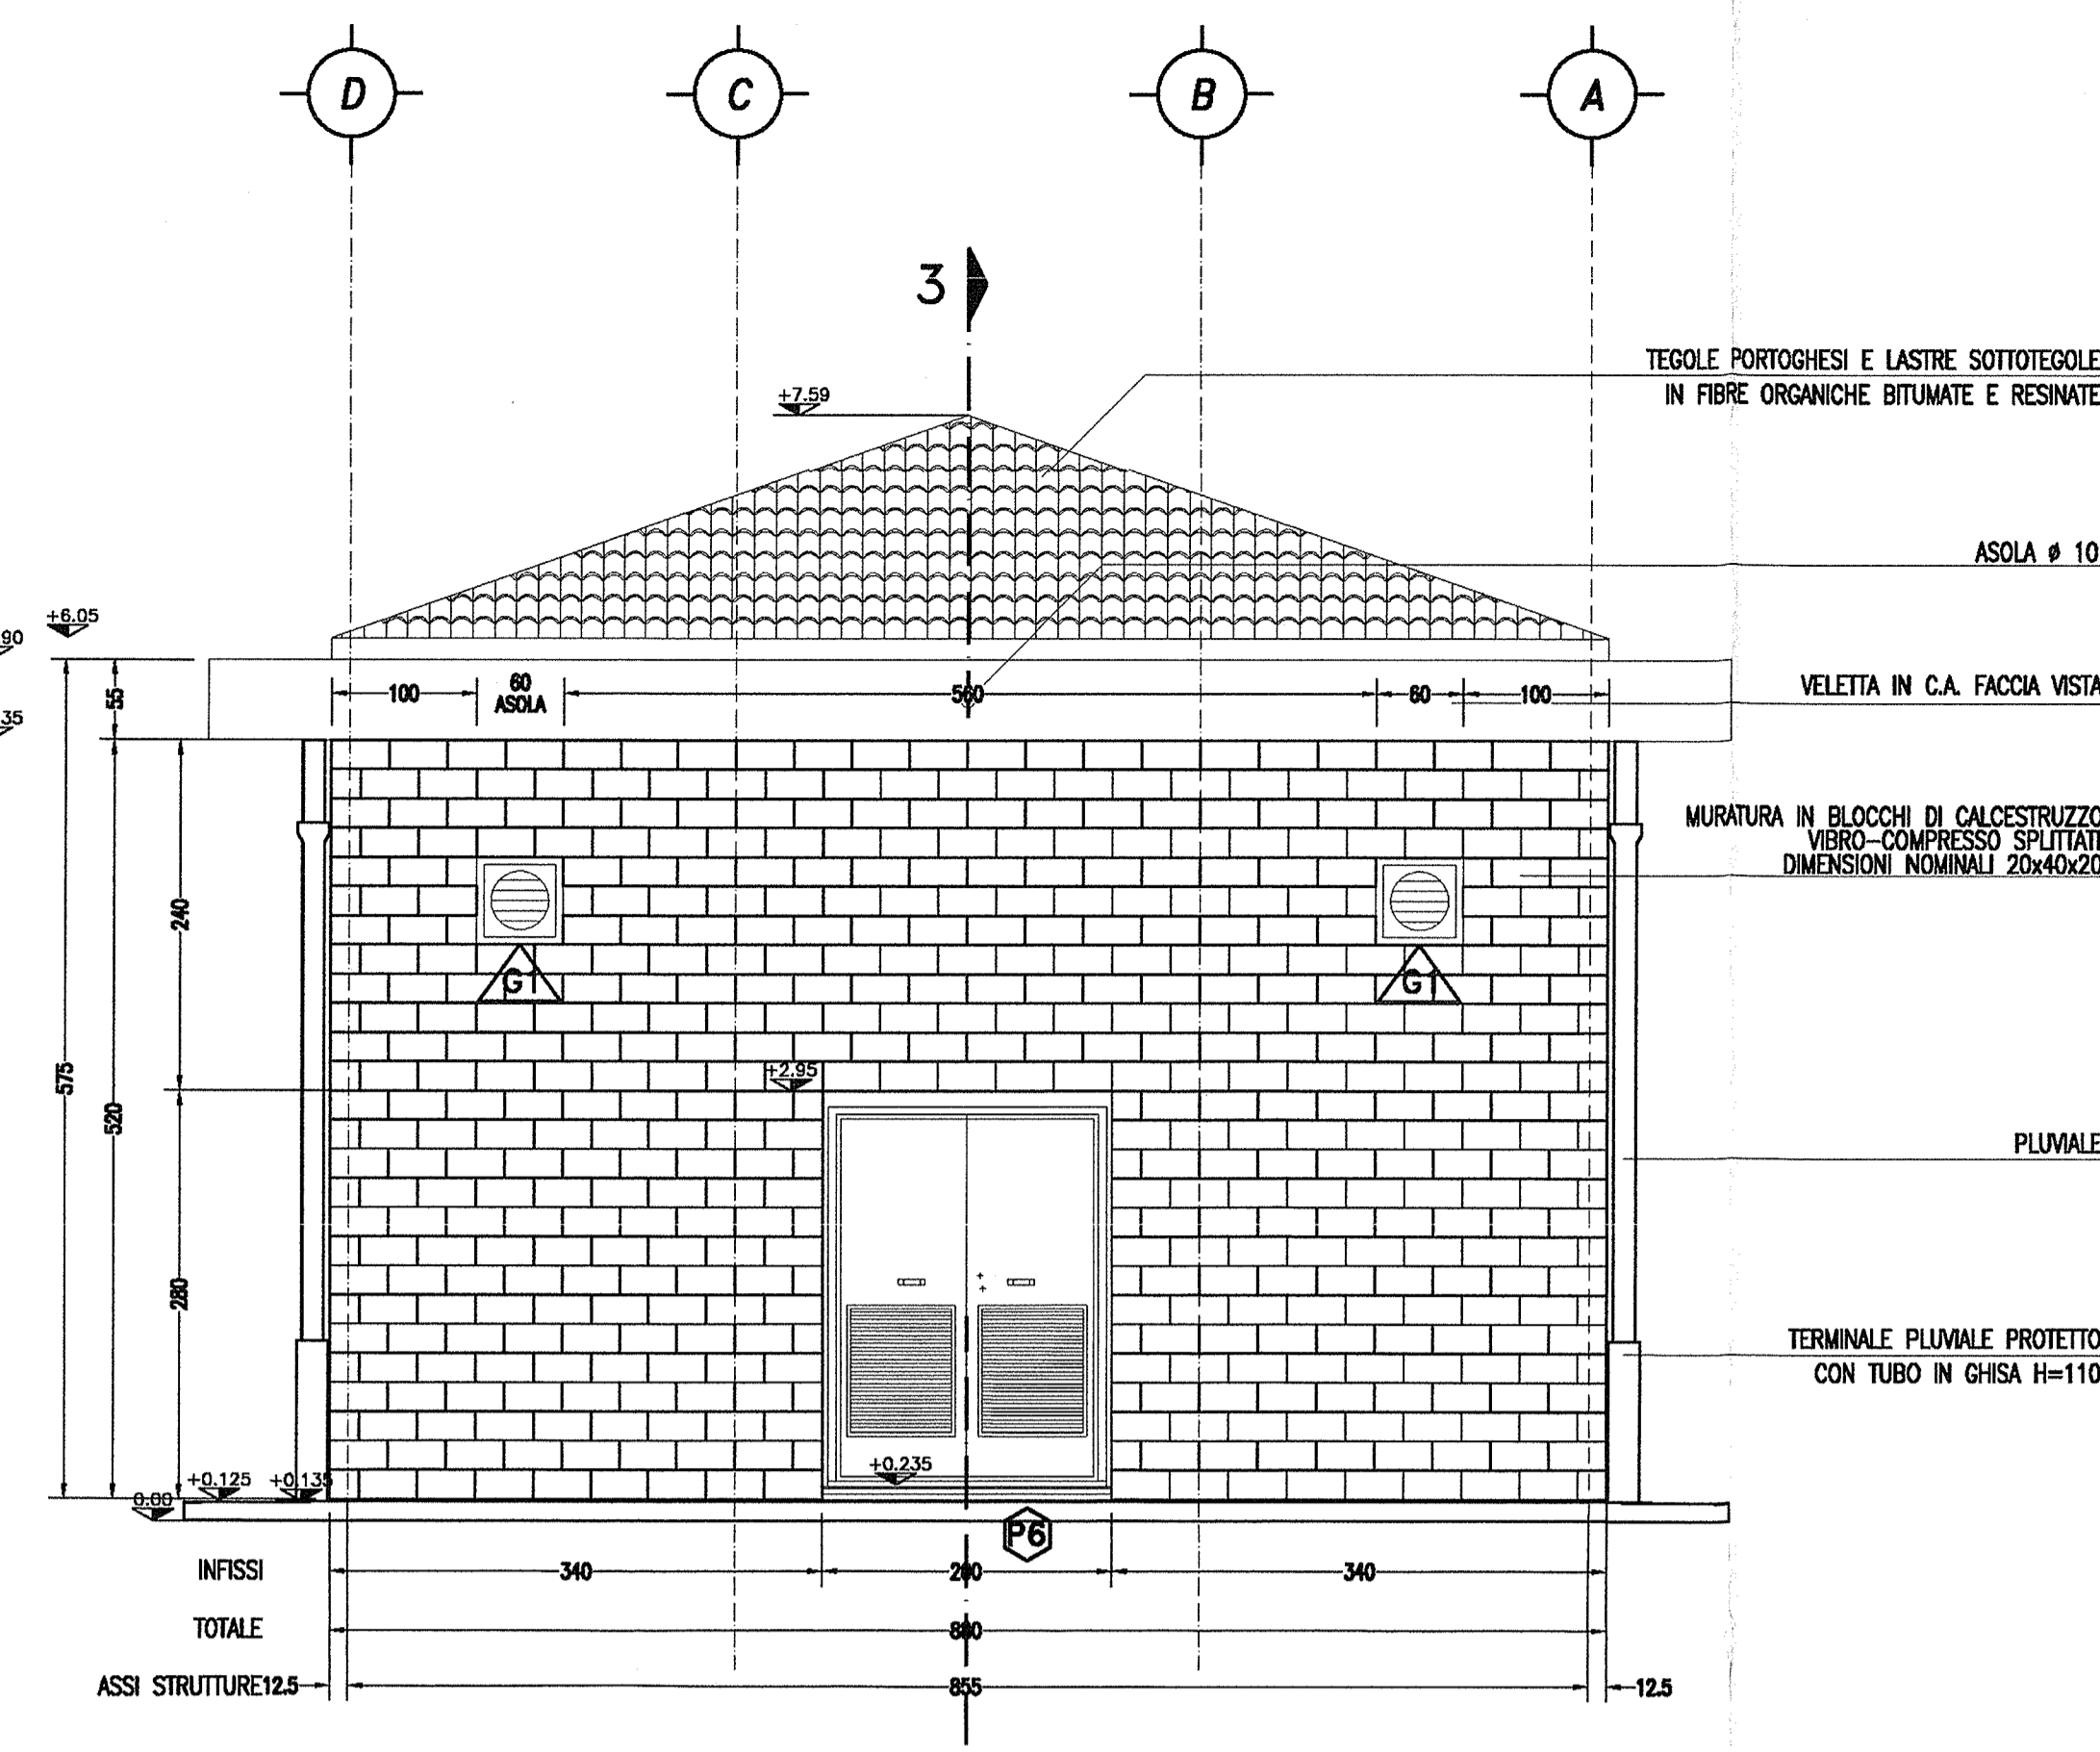 D
C
B
A
3
+7.59
TEGOLE PORTOGHESI E LASTRE SOTTOTEGOLE
IN FIBRE ORGANICHE BITUMATE E RESINATE
ASOLA ø 10
+6.05
90
35
55
100
60
ASOLA
560
60
100
VELETTA IN C.A. FACCIA VISTA
MURATURA IN BLOCCHI DI CALCESTRUZZO
VIBRO-COMPRESSO SPLITTATI
DIMENSIONI NOMINALI 20x40x20
240
G1
G1
575
520
+2.95
PLUVIALE
280
TERMINALE PLUVIALE PROTETTO
CON TUBO IN GHISA H=110
+0.235
+0.125
+0.135
0.00
P6
INFISSI
340
200
340
TOTALE
880
ASSI STRUTTURE
12.5
855
12.5